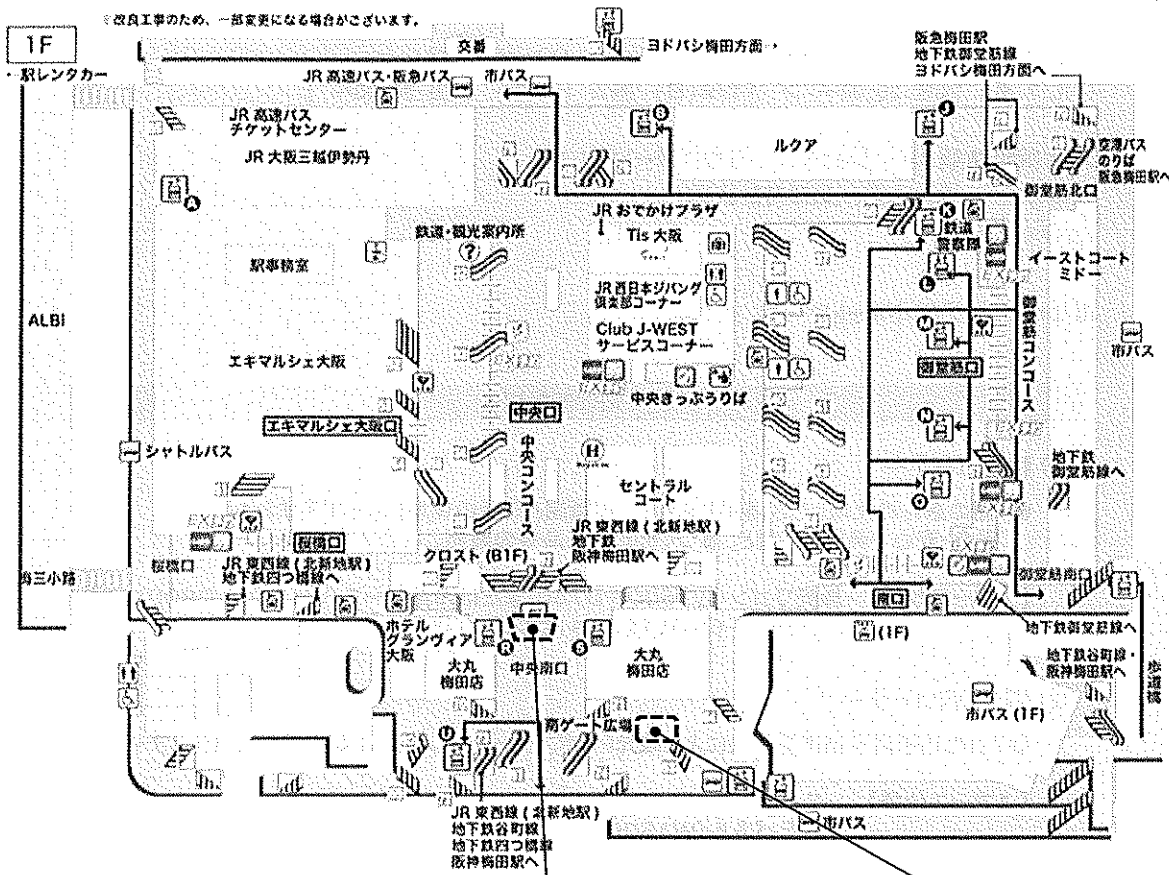 ※改良工事のため、一部変更になる場合がございます。
1F
・駅レンタカー
交番
ヨドバシ梅田方面→
阪急梅田駅
地下鉄御堂筋線
ヨドバシ梅田方面へ
JR高速バス・阪急バス
市バス
JR高速バス
チケットセンター
JR大阪三越伊勢丹
ルクア
空港バス
のりば
阪急梅田駅へ
御堂筋北口
A
J
K
JRおでかけプラザ
Tis 大阪
鉄道・観光案内所
?
鉄道
警察隊
駅事務室
イーストコート
ミドー
JR西日本ジパング
倶楽部コーナー
L
ALBI
Club J-WEST
サービスコーナー
M
御堂筋コンコース
市バス
エキマルシェ大阪
御堂筋口
中央きっぷうりば
中央口
エキマルシェ大阪口
N
シャトルバス
中央コンコース
H
セントラル
コート
地下鉄
御堂筋線へ
O
JR東西線(北新地駅)
地下鉄
阪神梅田駅へ
桜橋口
クロスト(B1F)
桜橋口
JR東西線(北新地駅)
地下鉄四つ橋線へ
梅三小路
御堂筋南口
南口
ホテル
グランヴィア
大阪
R
S
(1F)
地下鉄御堂筋線へ
大丸
梅田店
中央南口
大丸
梅田店
地下鉄谷町線・
阪神梅田駅へ
歩道橋
市バス(1F)
南ゲート広場
JR東西線(北新地駅)
地下鉄谷町線
地下鉄四つ橋線
阪神梅田駅へ
市バス